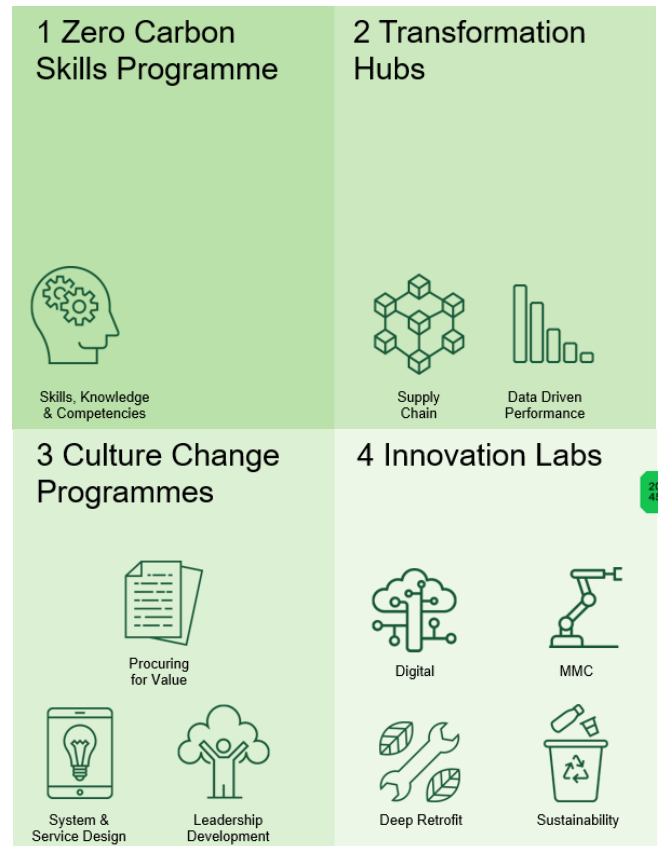 1 Zero Carbon
Skills Programme
2 Transformation
Hubs
Skills, Knowledge
& Competencies
Supply
Chain
Data Driven
Performance
3 Culture Change
Programmes
4 Innovation Labs
Procuring
for Value
System &
Service Design
Leadership
Development
Digital
MMC
Deep Retrofit
Sustainability